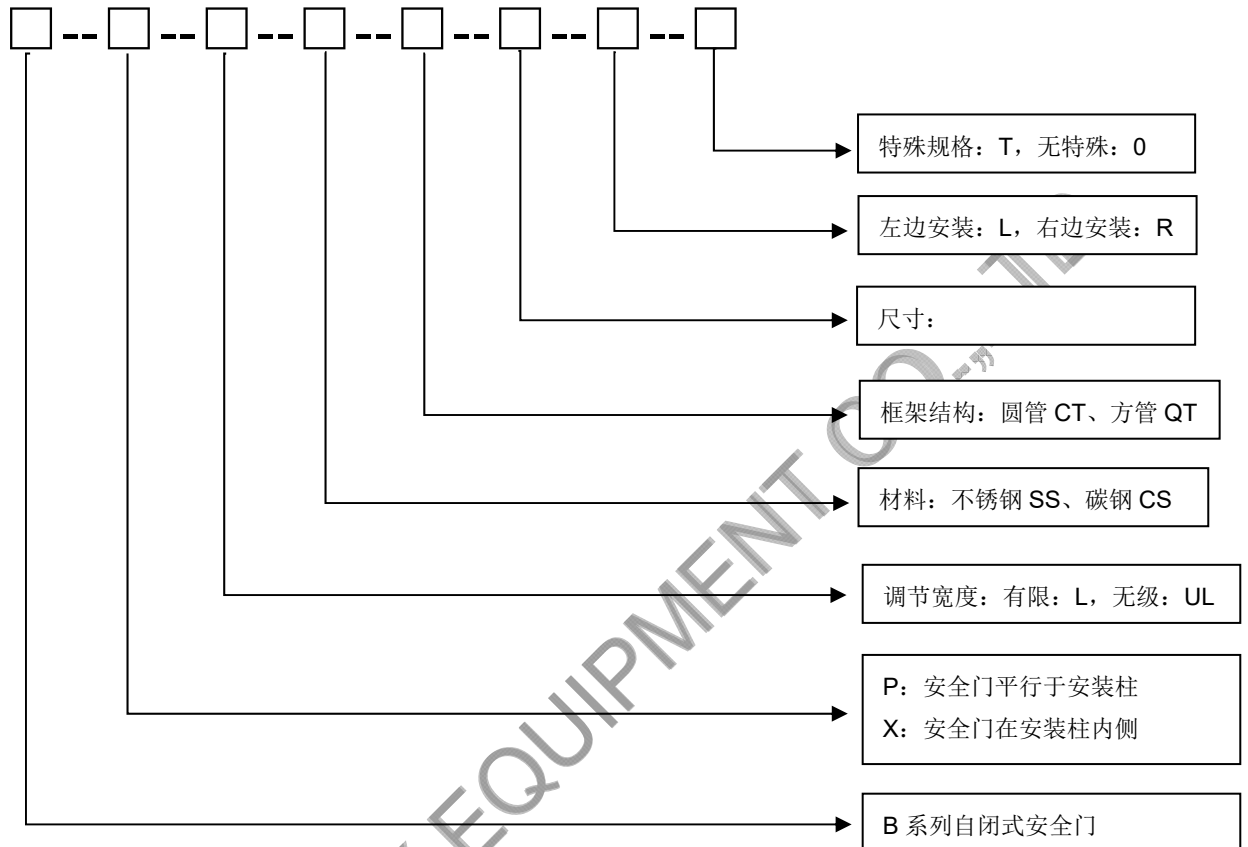 特殊规格：T，无特殊：0
左边安装：L，右边安装：R
尺寸：
框架结构：圆管 CT、方管 QT
材料：不锈钢 SS、碳钢 CS
调节宽度：有限：L，无级：UL
P：安全门平行于安装柱
X：安全门在安装柱内侧
B 系列自闭式安全门
EQUIPMENT CO.,